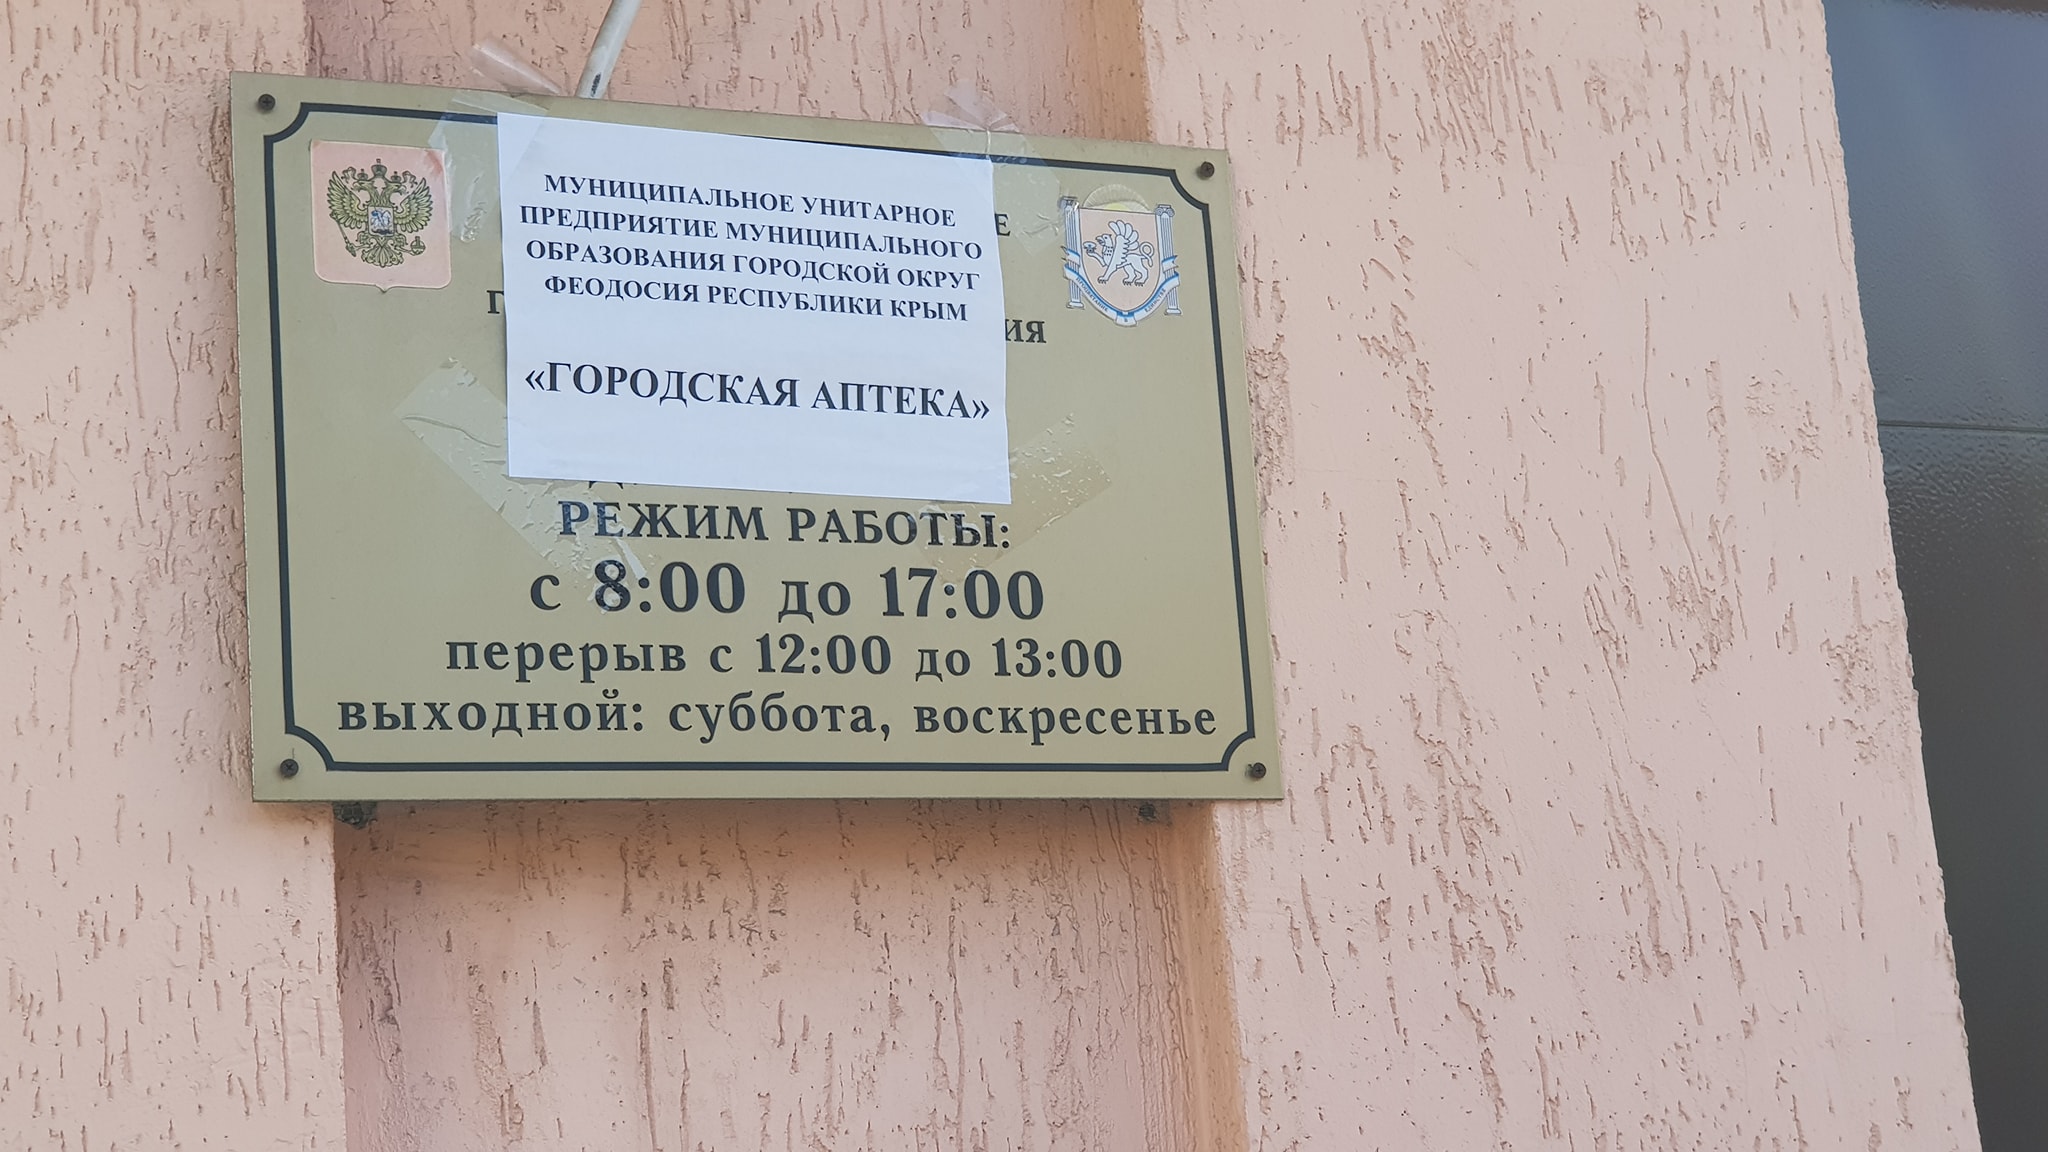 МУНИЦИПАЛЬНОЕ УНИТАРНОЕ
ПРЕДПРИЯТИЕ МУНИЦИПАЛЬНОГО
ОБРАЗОВАНИЯ ГОРОДСКОЙ ОКРУГ
ФЕОДОСИЯ РЕСПУБЛИКИ КРЫМ
«ГОРОДСКАЯ АПТЕКА»
РЕЖИМ РАБОТЫ:
с 8:00 до 17:00
перерыв с 12:00 до 13:00
выходной: суббота, воскресенье